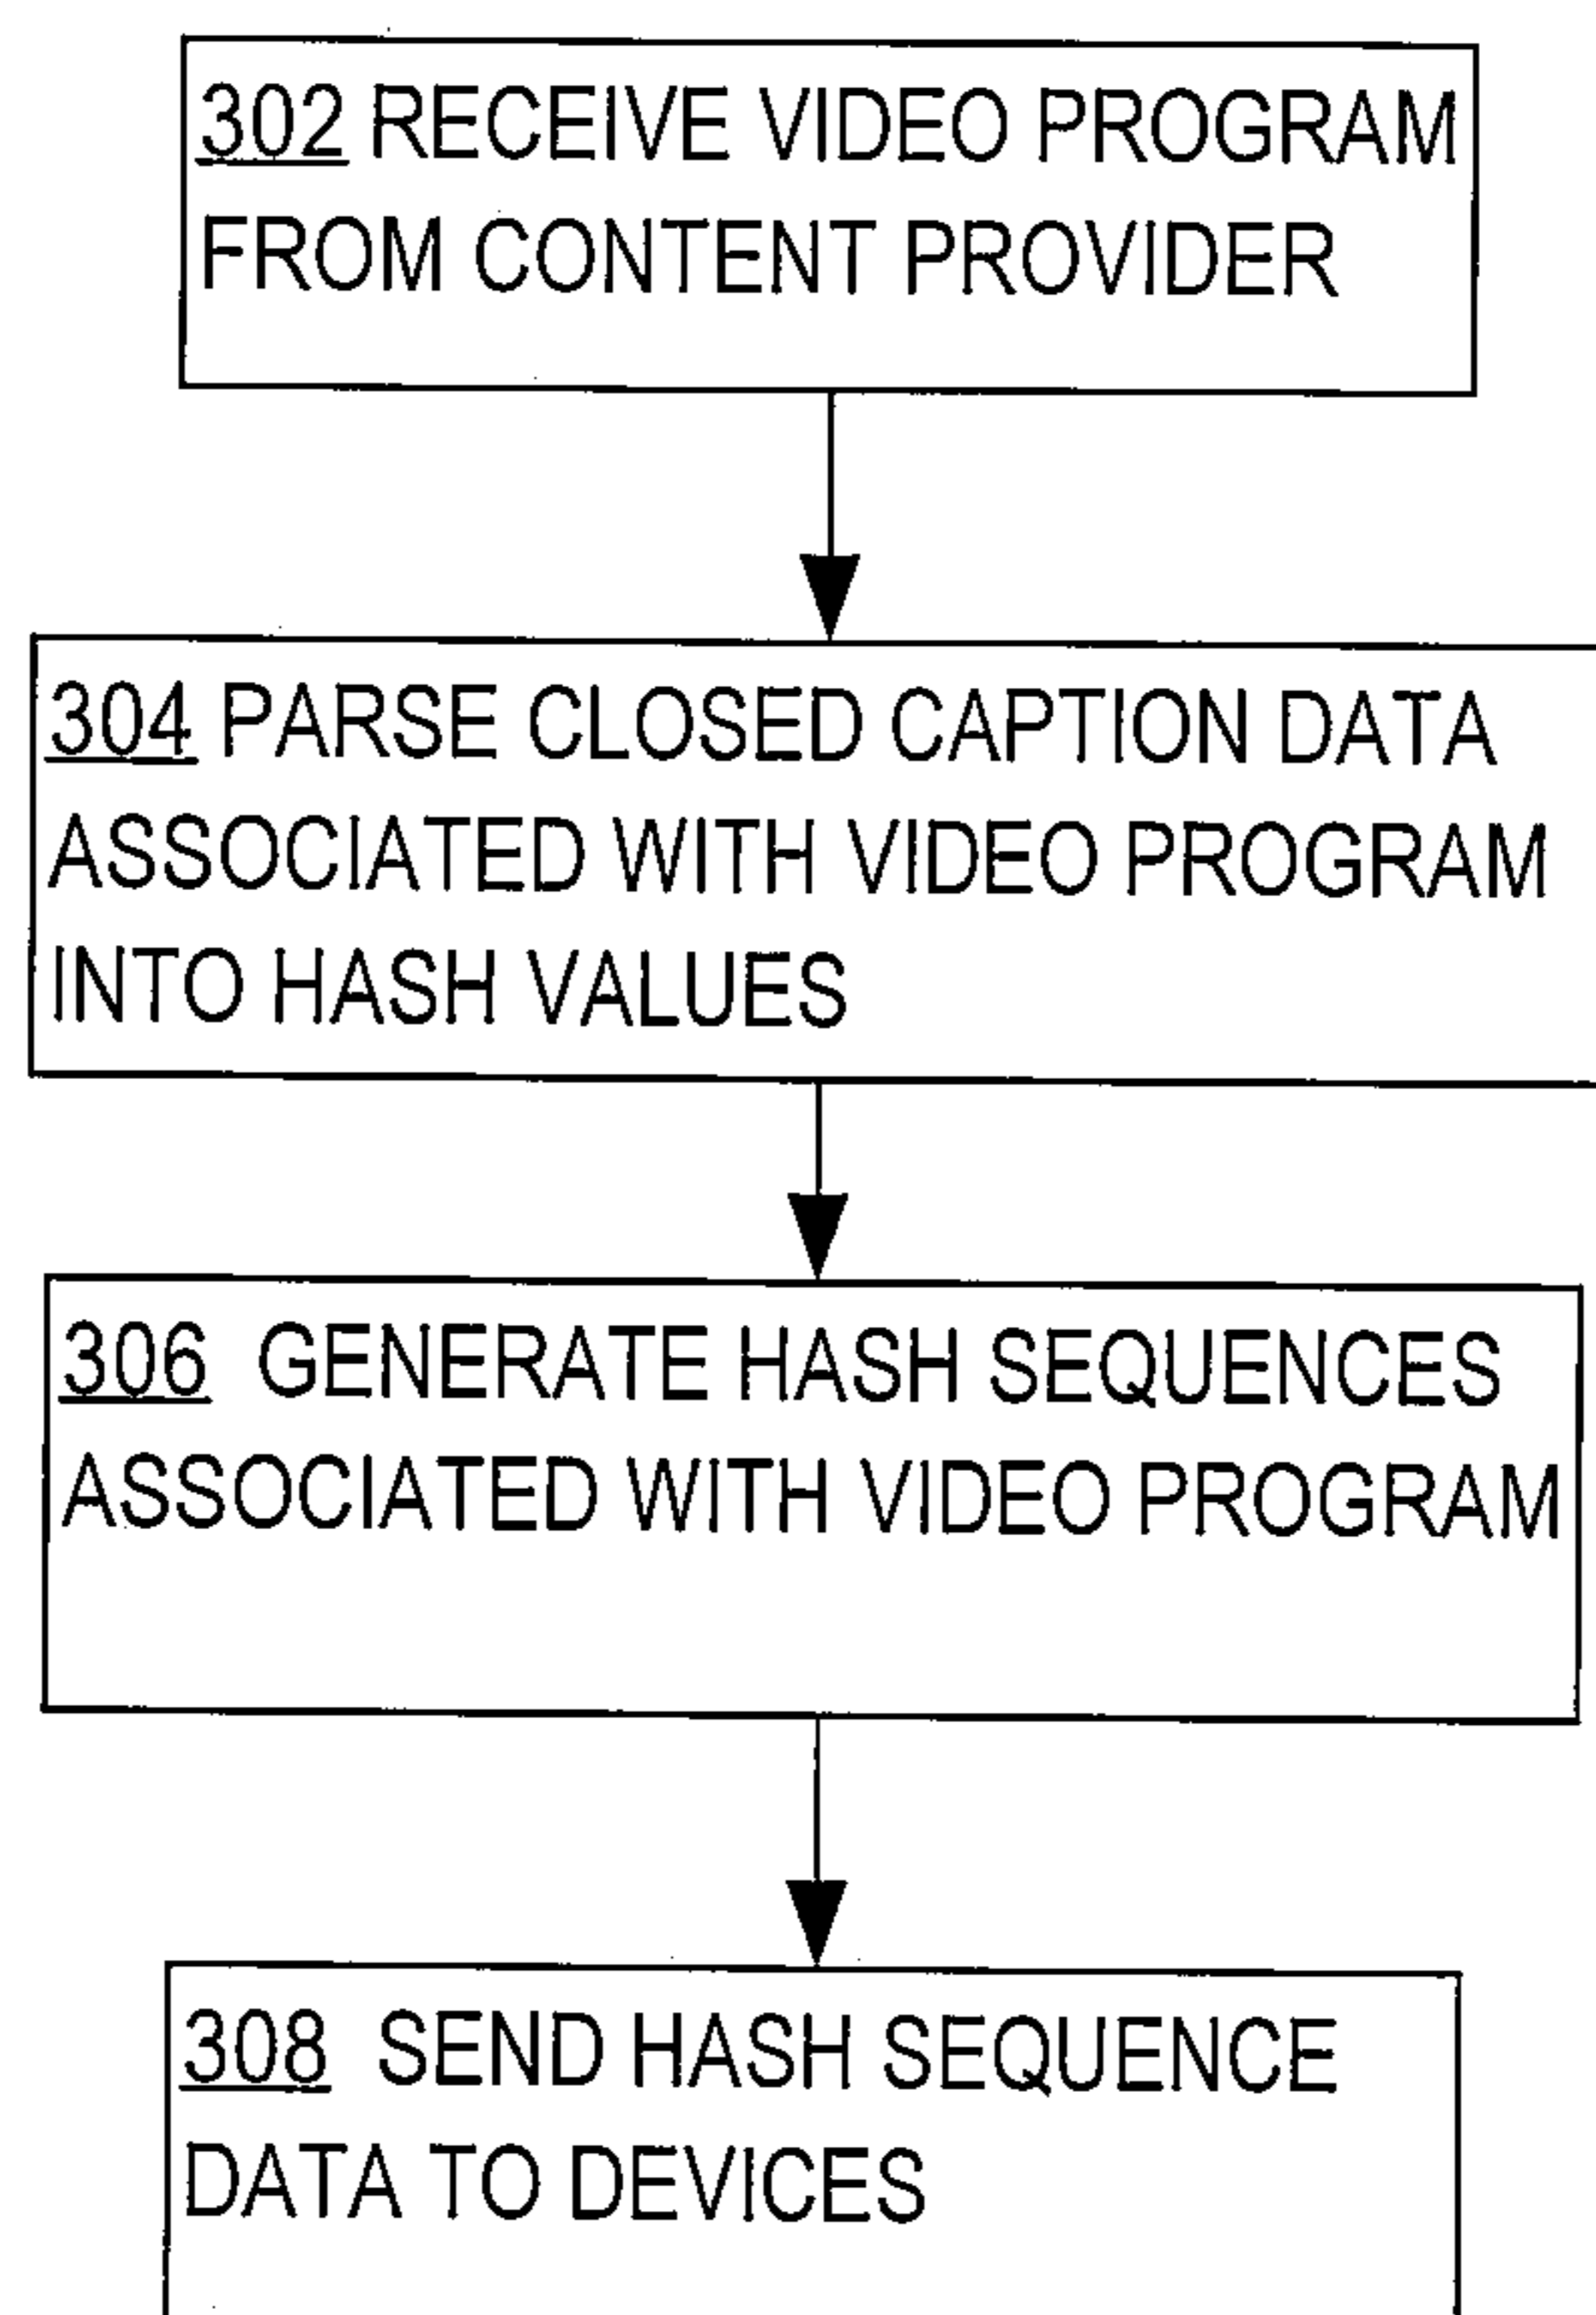 302 RECEIVE VIDEO PROGRAM
FROM CONTENT PROVIDER
304 PARSE CLOSED CAPTION DATA
ASSOCIATED WITH VIDEO PROGRAM
INTO HASH VALUES
306 GENERATE HASH SEQUENCES
ASSOCIATED WITH VIDEO PROGRAM
308 SEND HASH SEQUENCE
DATA TO DEVICES